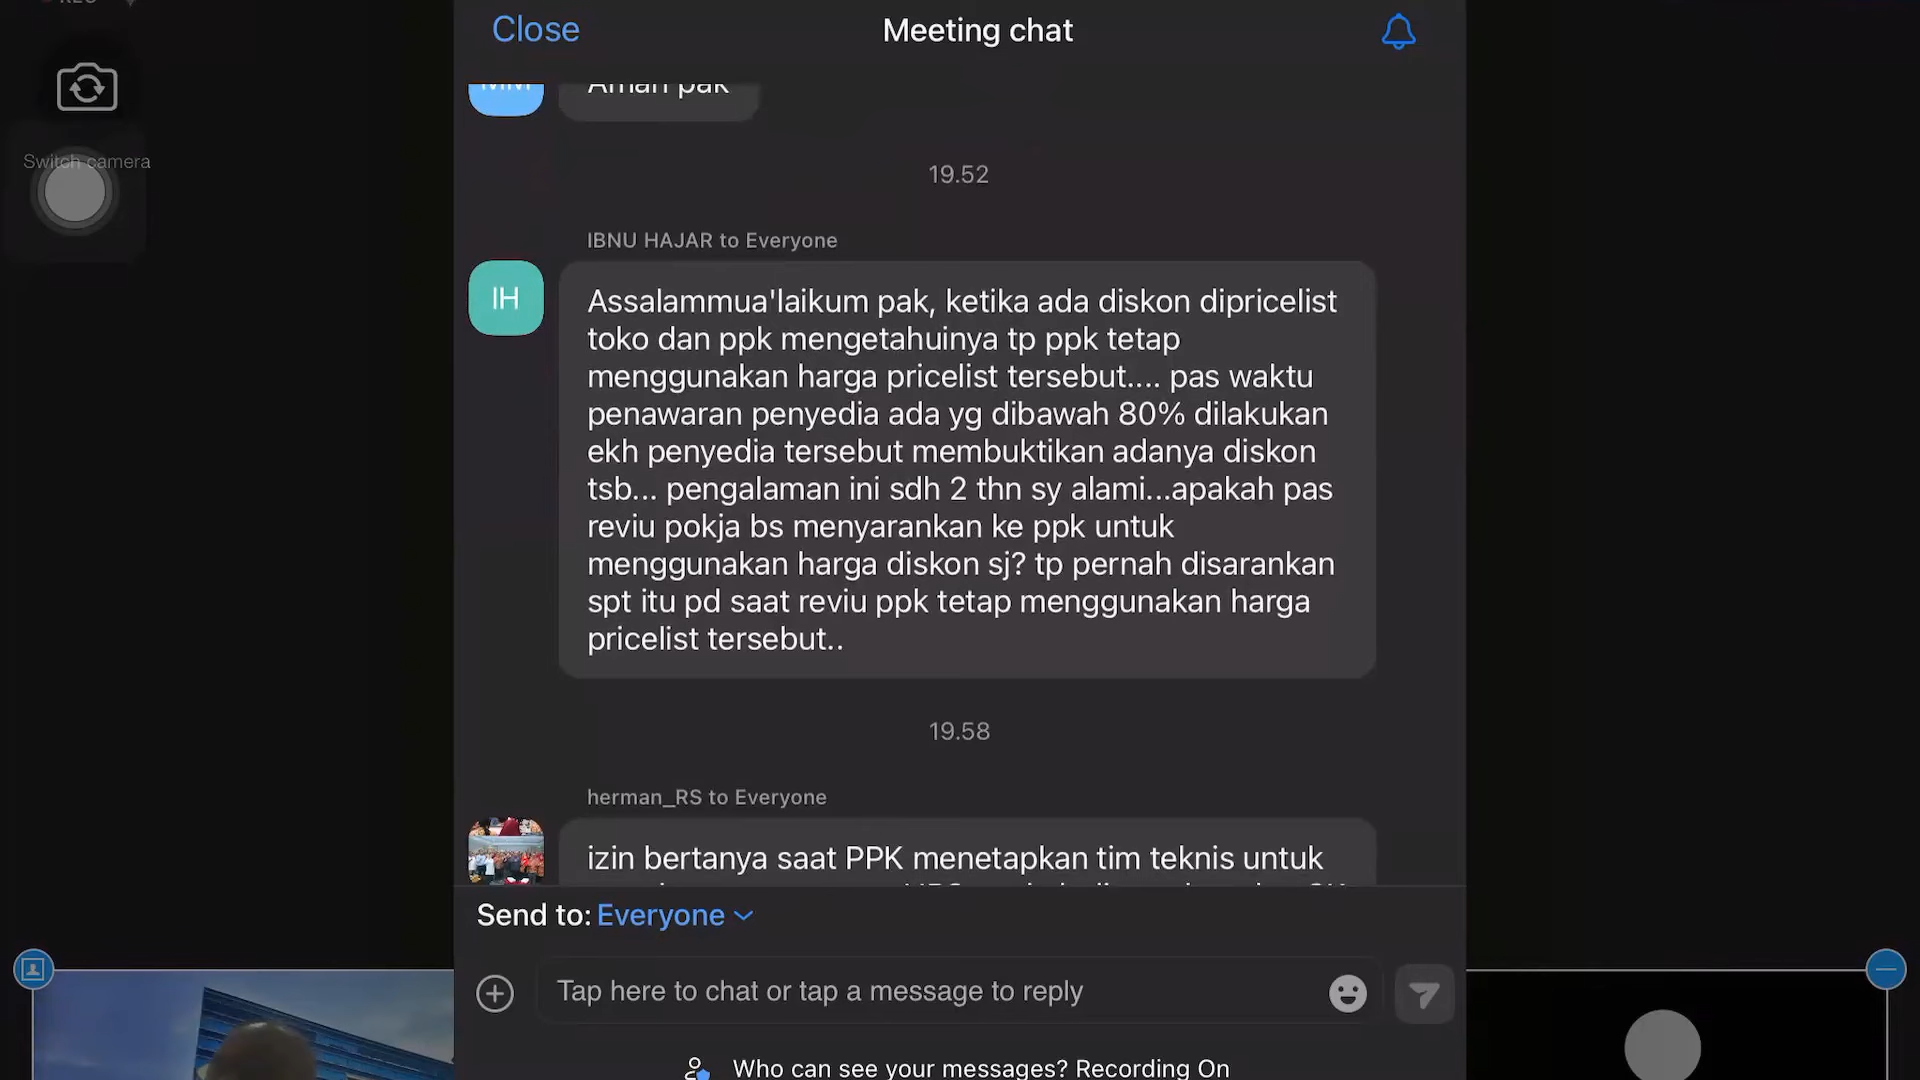 REC
Close
Meeting chat
MM
Aman pak
Switch camera
19.52
IBNU HAJAR to Everyone
IH
Assalammua'laikum pak, ketika ada diskon dipricelist
toko dan ppk mengetahuinya tp ppk tetap
menggunakan harga pricelist tersebut.... pas waktu
penawaran penyedia ada yg dibawah 80% dilakukan
ekh penyedia tersebut membuktikan adanya diskon
tsb... pengalaman ini sdh 2 thn sy alami...apakah pas
reviu pokja bs menyarankan ke ppk untuk
menggunakan harga diskon sj? tp pernah disarankan
spt itu pd saat reviu ppk tetap menggunakan harga
pricelist tersebut..
19.58
herman_RS to Everyone
izin bertanya saat PPK menetapkan tim teknis untuk
Send to: Everyone
Tap here to chat or tap a message to reply
Who can see your messages? Recording On